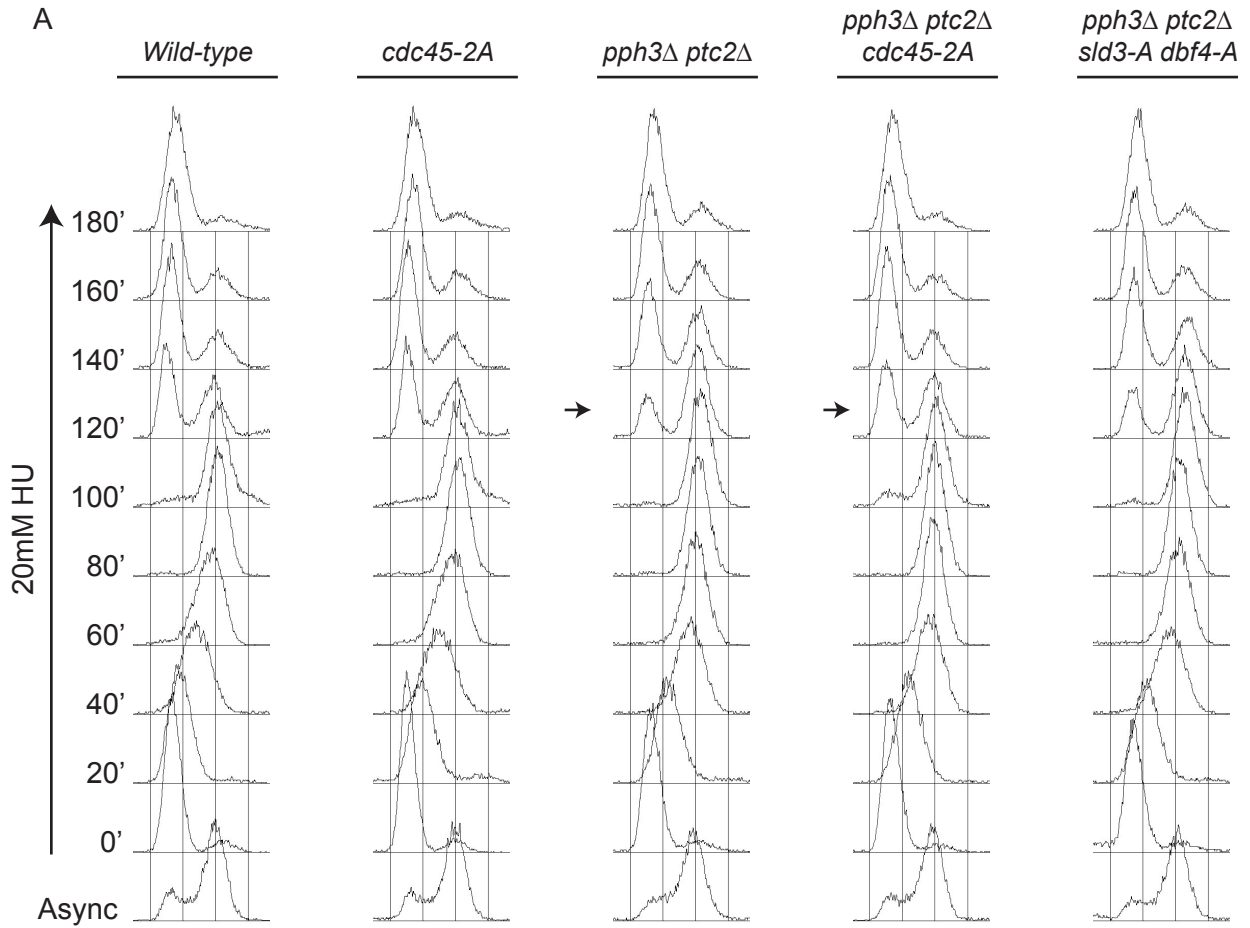 A
Wild-type
cdc45-2A
pph3Δ ptc2Δ
pph3Δ ptc2Δ
cdc45-2A
pph3Δ ptc2Δ
sld3-A dbf4-A
180’
160’
140’
120’
100’
80’
60’
40’
20’
0’
Async
20mM HU